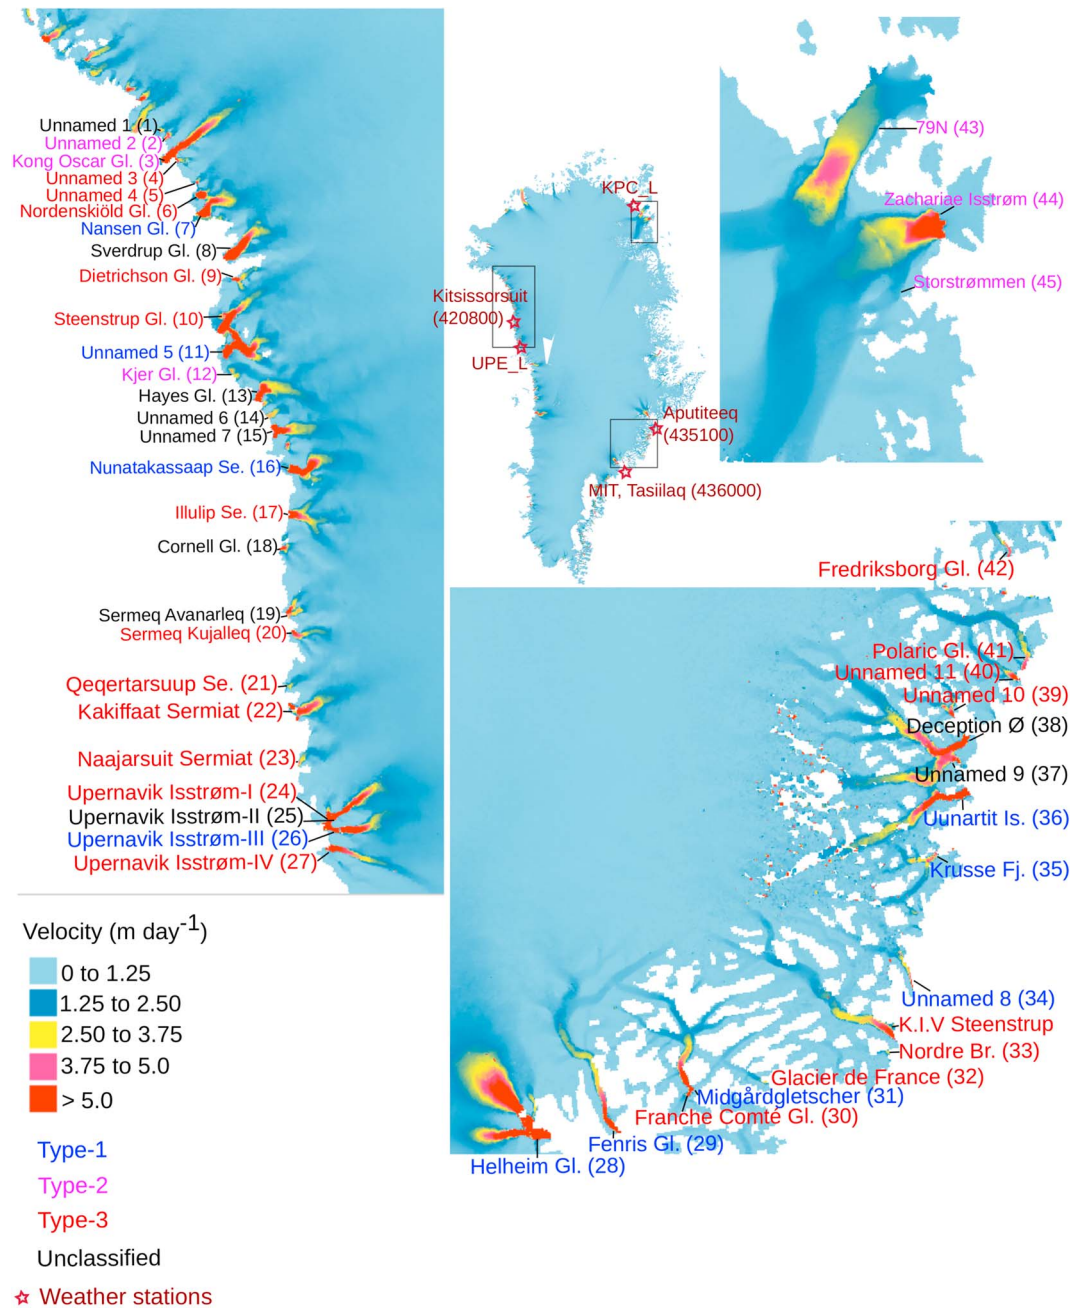 Unnamed 1 (1)
Unnamed 2 (2)
Kong Oscar Gl. (3)
Unnamed 3 (4)
Unnamed 4 (5)
Nordenskiöld Gl. (6)
Nansen Gl. (7)
Sverdrup Gl. (8)
Dietrichson Gl. (9)
Steenstrup Gl. (10)
Unnamed 5 (11)
Kjer Gl. (12)
Hayes Gl. (13)
Unnamed 6 (14)
Unnamed 7 (15)
Nunatakassaap Se. (16)
Illulip Se. (17)
Cornell Gl. (18)
Sermeq Avanarleq (19)
Sermeq Kujalleq (20)
Qeqertarsuup Se. (21)
Kakiffaat Sermiat (22)
Naajarsuit Sermiat (23)
Upernavik Isstrøm-I (24)
Upernavik Isstrøm-II (25)
Upernavik Isstrøm-III (26)
Upernavik Isstrøm-IV (27)
KPC_L
Kitsissorsuit
(420800)
UPE_L
Aputiteeq
(435100)
MIT, Tasiilaq (436000)
79N (43)
Zachariae Isstrøm (44)
Storstrømmen (45)
Fredriksborg Gl. (42)
Polaric Gl. (41)
Unnamed 11 (40)
Unnamed 10 (39)
Deception Ø (38)
Unnamed 9 (37)
Uunartit Is. (36)
Krusse Fj. (35)
Unnamed 8 (34)
K.I.V Steenstrup
Nordre Br. (33)
Glacier de France (32)
Midgårdgletscher (31)
Franche Comté Gl. (30)
Fenris Gl. (29)
Helheim Gl. (28)
Velocity (m day-1)
0 to 1.25
1.25 to 2.50
2.50 to 3.75
3.75 to 5.0
> 5.0
Type-1
Type-2
Type-3
Unclassified
Weather stations